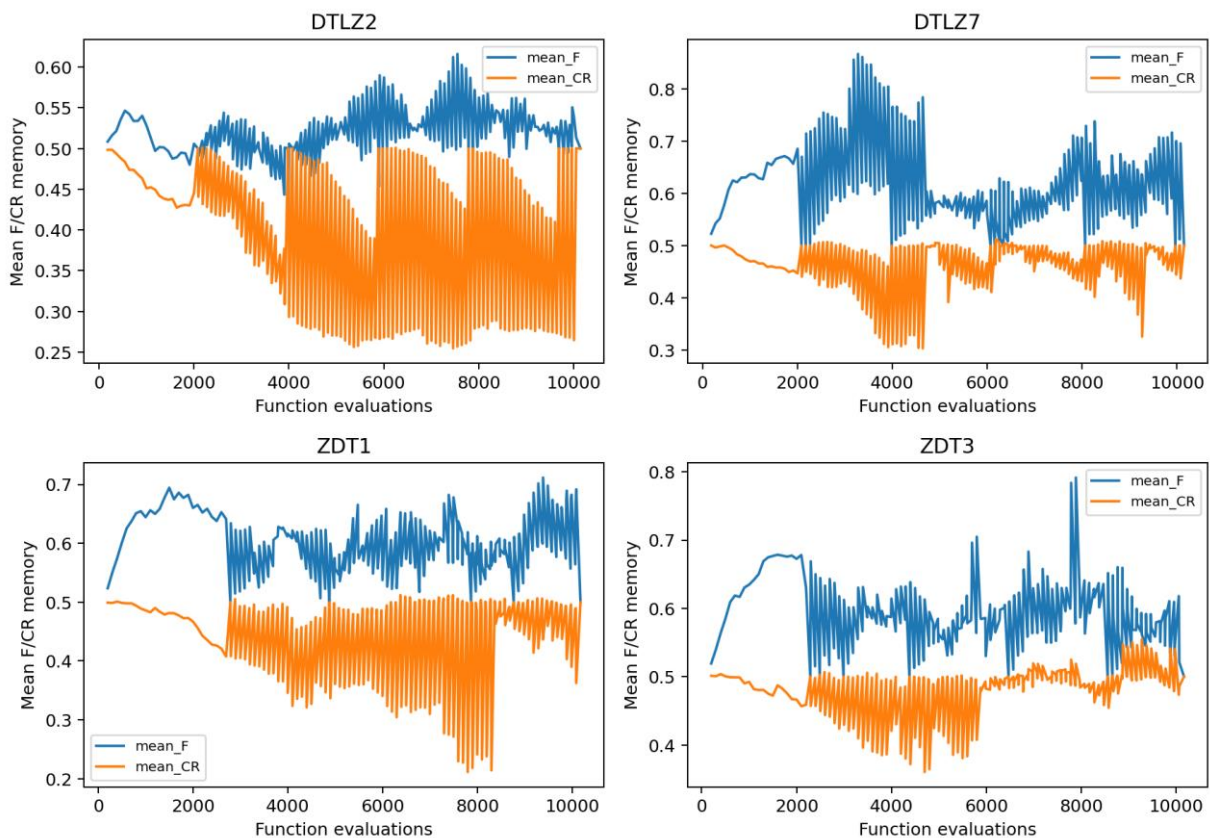 DTLZ2
Mean F/CR memory
0.60
0.55
0.50
0.45
0.40
0.35
0.30
0.25
mean_F
mean_CR
0 2000 4000 6000 8000 10000
Function evaluations
DTLZ7
Mean F/CR memory
0.8
0.7
0.6
0.5
0.4
0.3
mean_F
mean_CR
0 2000 4000 6000 8000 10000
Function evaluations
ZDT1
Mean F/CR memory
0.7
0.6
0.5
0.4
0.3
0.2
mean_F
mean_CR
0 2000 4000 6000 8000 10000
Function evaluations
ZDT3
Mean F/CR memory
0.8
0.7
0.6
0.5
0.4
mean_F
mean_CR
0 2000 4000 6000 8000 10000
Function evaluations